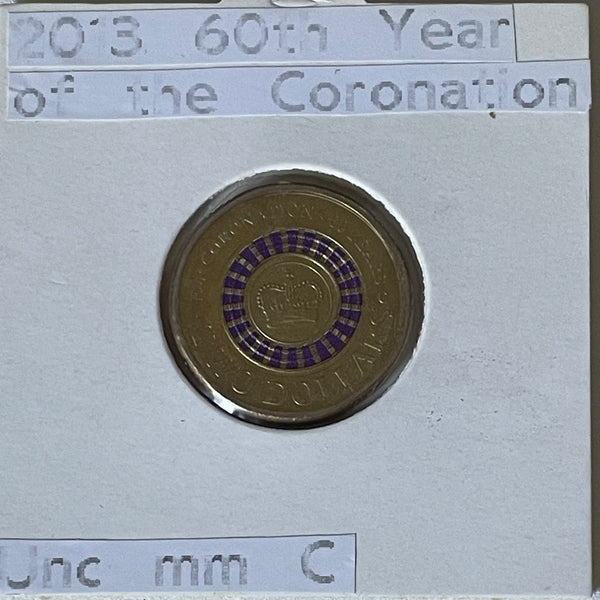 2013 60th Year
of the Coronation
CORONATION
TWO DOLLARS
Unc mm C